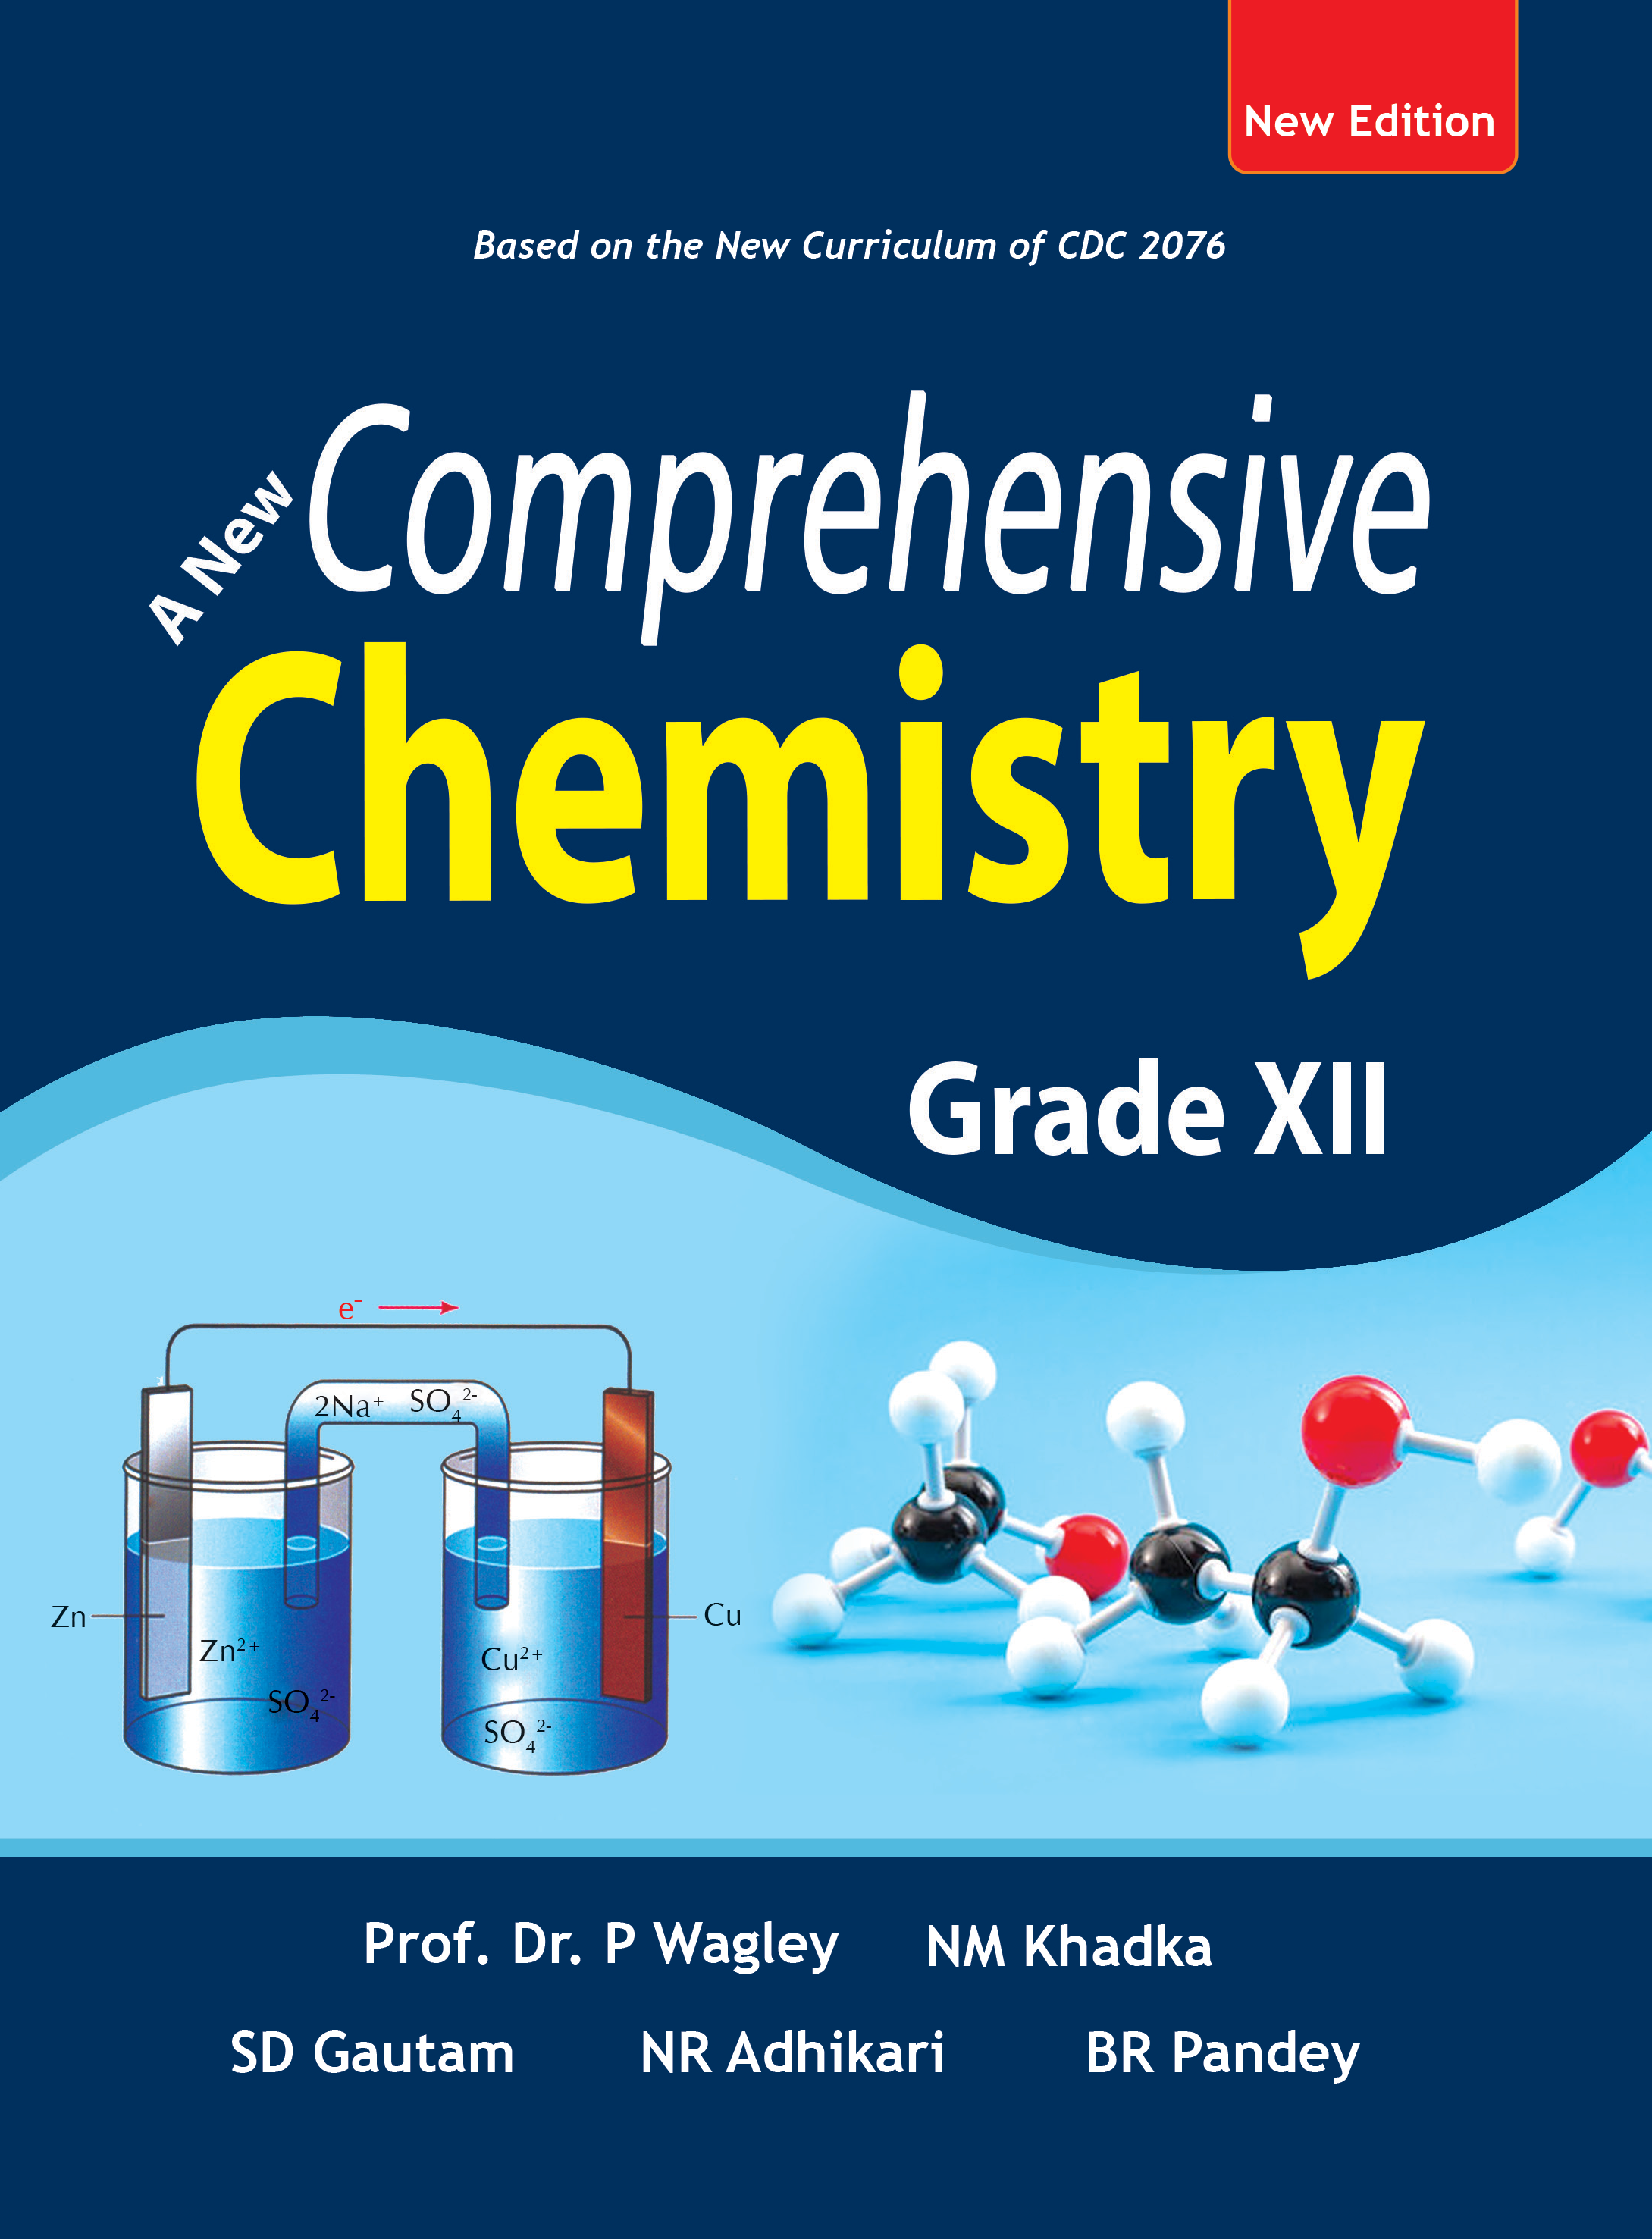 New Edition
Based on the New Curriculum of CDC 2076
A New Comprehensive
Chemistry
Grade XII
e⁻
2Na⁺ SO₄²⁻
Zn
Cu
Zn²⁺
Cu²⁺
SO₄²⁻
SO₄²⁻
Prof. Dr. P Wagley NM Khadka
SD Gautam NR Adhikari BR Pandey